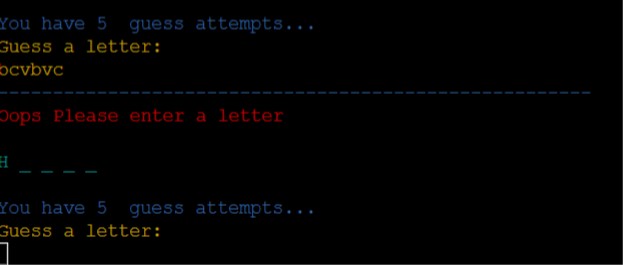 You have 5  guess attempts...
Guess a letter:
bcvbvc
-----------------------------------------------------
Oops Please enter a letter
H _ _ _ _
You have 5  guess attempts...
Guess a letter: